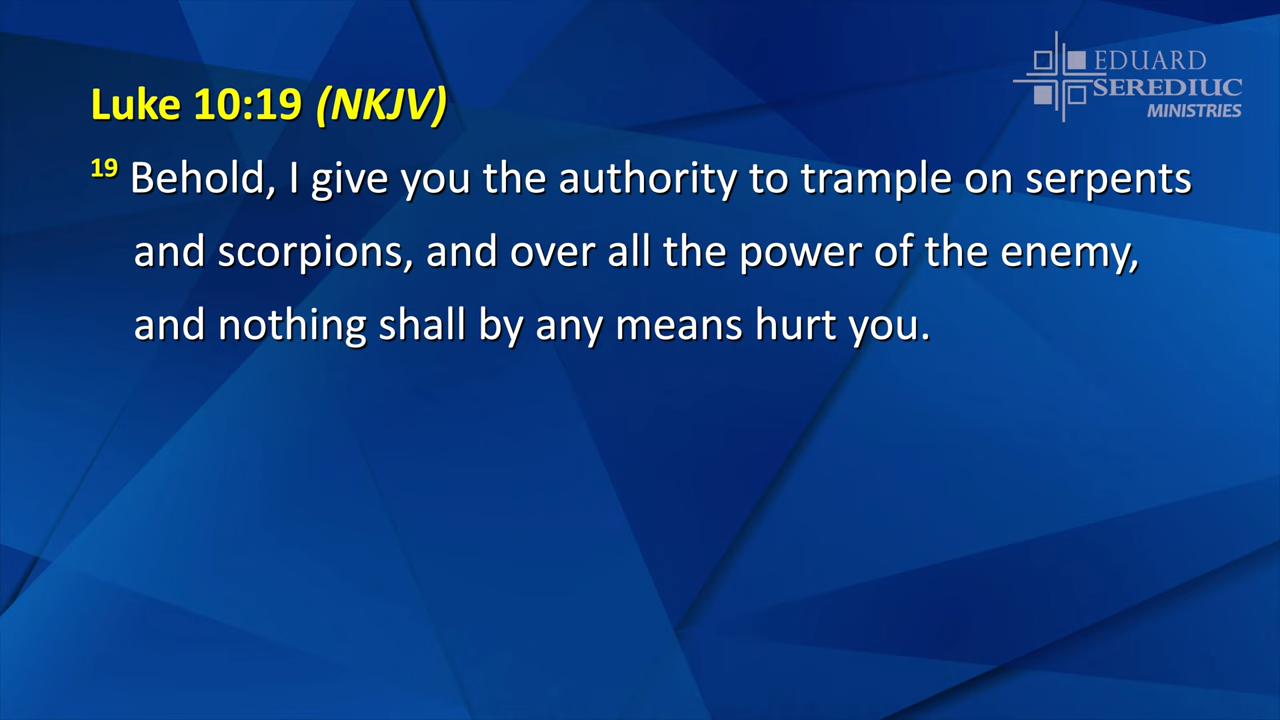 EDUARD
SEREDIUC
MINISTRIES
Luke 10:19 (NKJV)
19 Behold, I give you the authority to trample on serpents
and scorpions, and over all the power of the enemy,
and nothing shall by any means hurt you.